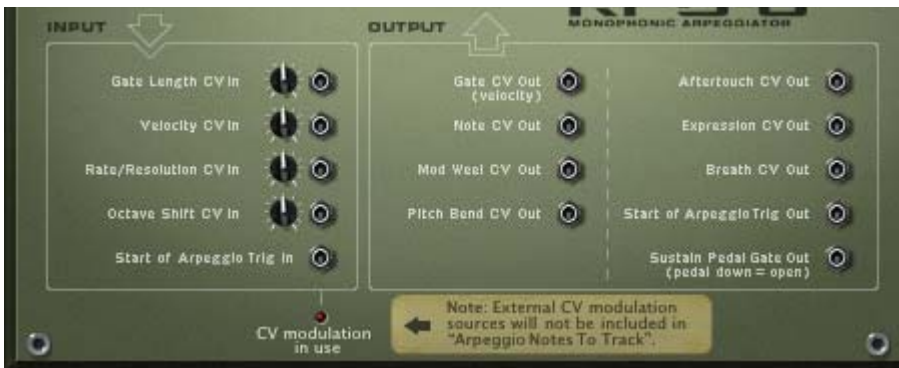 INPUT
OUTPUT
MONOPHONIC ARPEGGIATOR
Gate Length CV In
Velocity CV In
Rate/Resolution CV In
Octave Shift CV In
Start of Arpeggio Trig In
CV modulation
in use
Gate CV Out
(velocity)
Note CV Out
Mod Weel CV Out
Pitch Bend CV Out
Aftertouch CV Out
Expression CV Out
Breath CV Out
Start of Arpeggio Trig Out
Sustain Pedal Gate Out
(pedal down = open)
Note: External CV modulation
sources will not be included in
"Arpeggio Notes To Track".